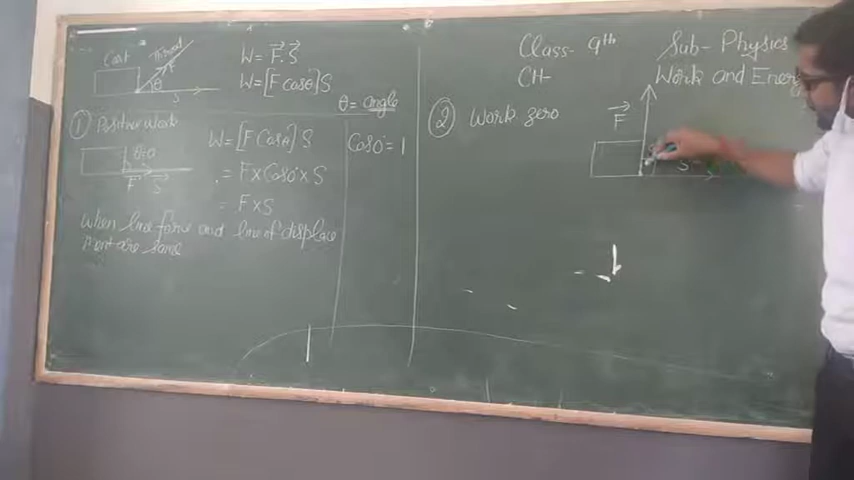 Class- 9th Sub- Physics
CH- Work and Energy
Cart Thread
F
θ
S
W = F⃗.S⃗
W = [F cosθ] S
θ = angle
① Positive Work
θ=0
F⃗ S⃗
W = [F Cosθ] S
= F x Cos0° x S
= F x S
Cos0° = 1
When line force and line of displace
ment are same
② Work zero
F⃗
S